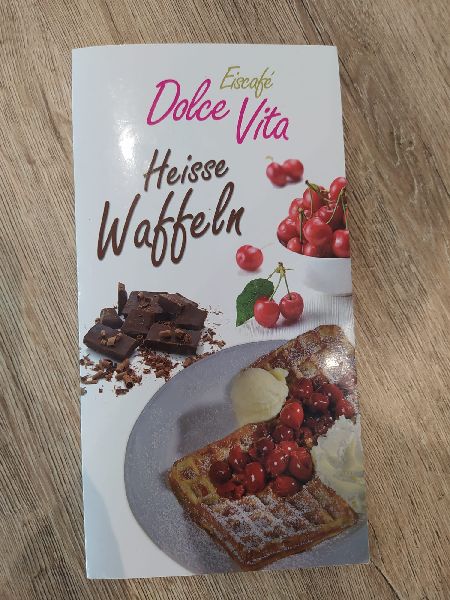 Eiscafé
Dolce Vita
Heisse
Waffeln